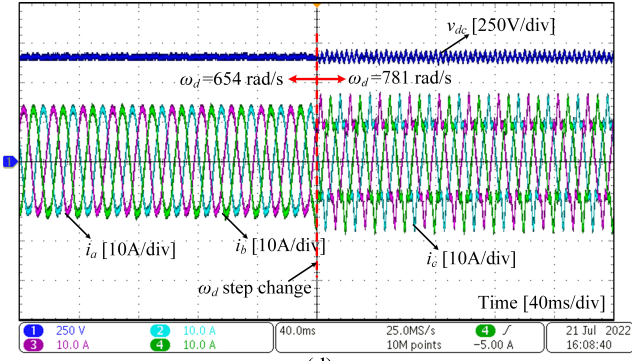 v_dc [250V/div]
ω_d=654 rad/s
ω_d=781 rad/s
1
i_a [10A/div]
i_b [10A/div]
i_c [10A/div]
ω_d step change
Time [40ms/div]
1 250 V 2 10.0 A 40.0ms 25.0MS/s 4 ∫ 21 Jul 2022
3 10.0 A 4 10.0 A 10M points −5.00 A 16:08:40